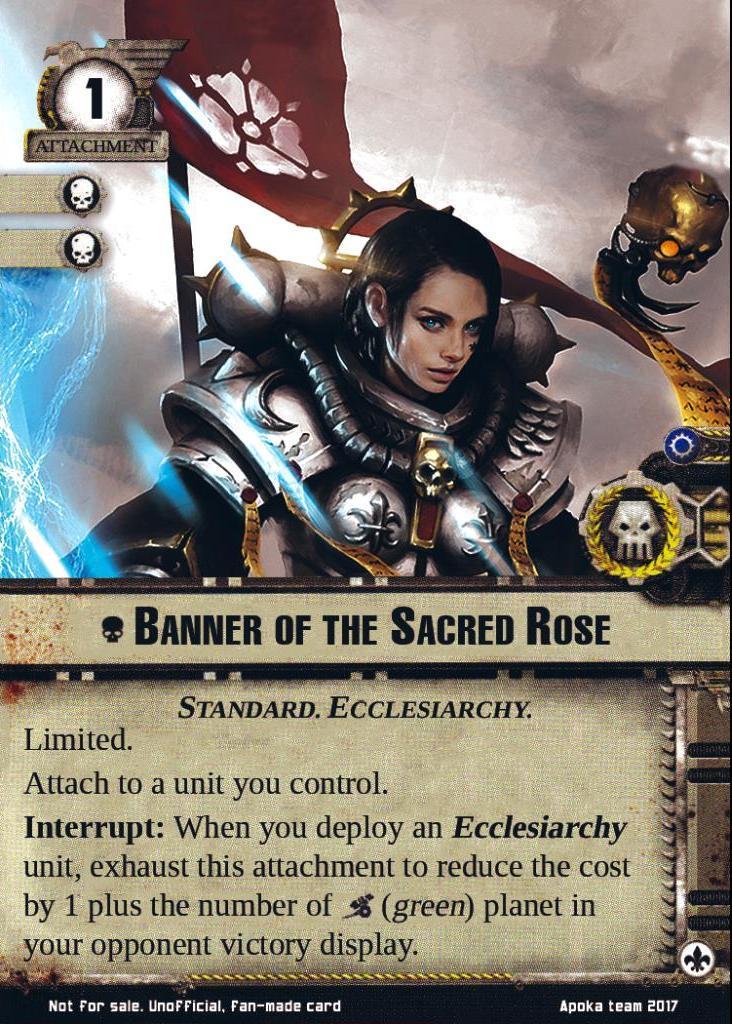 1
ATTACHMENT
BANNER OF THE SACRED ROSE
STANDARD. ECCLESIARCHY.
Limited.
Attach to a unit you control.
Interrupt: When you deploy an Ecclesiarchy
unit, exhaust this attachment to reduce the cost
by 1 plus the number of (green) planet in
your opponent victory display.
Not for sale. Unofficial, fan-made card
Apoka team 2017